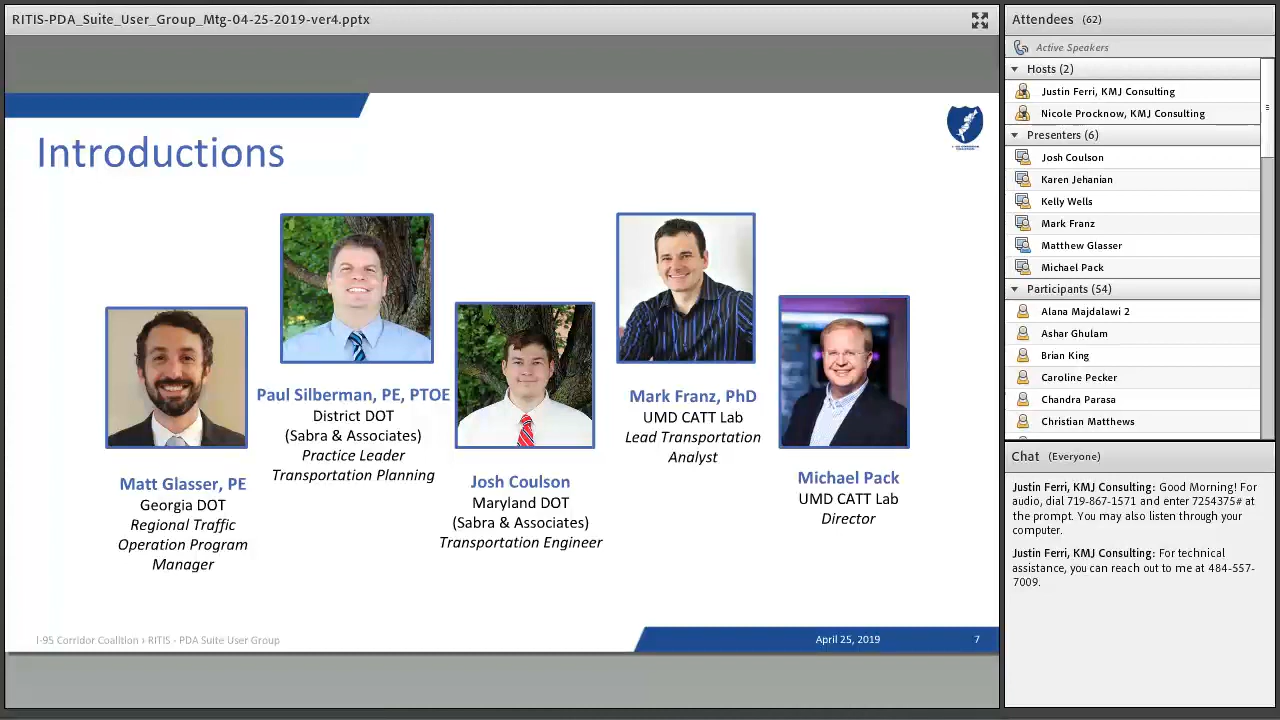 RITIS-PDA_Suite_User_Group_Mtg-04-25-2019-ver4.pptx
Introductions
Matt Glasser, PE
Georgia DOT
Regional Traffic
Operation Program
Manager
Paul Silberman, PE, PTOE
District DOT
(Sabra & Associates)
Practice Leader
Transportation Planning
Josh Coulson
Maryland DOT
(Sabra & Associates)
Transportation Engineer
Mark Franz, PhD
UMD CATT Lab
Lead Transportation
Analyst
Michael Pack
UMD CATT Lab
Director
I-95 Corridor Coalition › RITIS - PDA Suite User Group
April 25, 2019
7
Attendees (62)
Active Speakers
Hosts (2)
Justin Ferri, KMJ Consulting
Nicole Procknow, KMJ Consulting
Presenters (6)
Josh Coulson
Karen Jehanian
Kelly Wells
Mark Franz
Matthew Glasser
Michael Pack
Participants (54)
Alana Majdalawi 2
Ashar Ghulam
Brian King
Caroline Pecker
Chandra Parasa
Christian Matthews
Chat (Everyone)
Justin Ferri, KMJ Consulting: Good Morning! For
audio, dial 719-867-1571 and enter 7254375# at
the prompt. You may also listen through your
computer.
Justin Ferri, KMJ Consulting: For technical
assistance, you can reach out to me at 484-557-
7009.